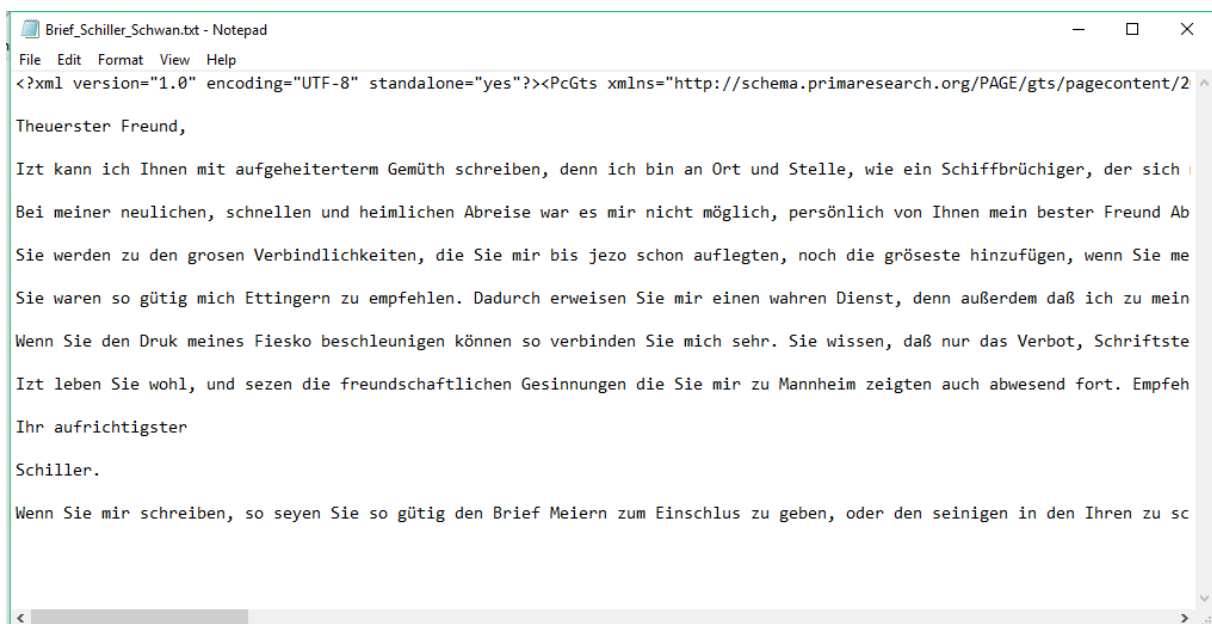 Brief_Schiller_Schwan.txt - Notepad
File Edit Format View Help
<?xml version="1.0" encoding="UTF-8" standalone="yes"?><PcGts xmlns="http://schema.primaresearch.org/PAGE/gts/pagecontent/2
Theuerster Freund,
Izt kann ich Ihnen mit aufgeheiterterm Gemüth schreiben, denn ich bin an Ort und Stelle, wie ein Schiffbrüchiger, der sich
Bei meiner neulichen, schnellen und heimlichen Abreise war es mir nicht möglich, persönlich von Ihnen mein bester Freund Ab
Sie werden zu den grosen Verbindlichkeiten, die Sie mir bis jezo schon auflegten, noch die gröseste hinzufügen, wenn Sie me
Sie waren so gütig mich Ettingern zu empfehlen. Dadurch erweisen Sie mir einen wahren Dienst, denn außerdem daß ich zu mein
Wenn Sie den Druk meines Fiesko beschleunigen können so verbinden Sie mich sehr. Sie wissen, daß nur das Verbot, Schriftste
Izt leben Sie wohl, und sezen die freundschaftlichen Gesinnungen die Sie mir zu Mannheim zeigten auch abwesend fort. Empfeh
Ihr aufrichtigster
Schiller.
Wenn Sie mir schreiben, so seyen Sie so gütig den Brief Meiern zum Einschlus zu geben, oder den seinigen in den Ihren zu sc